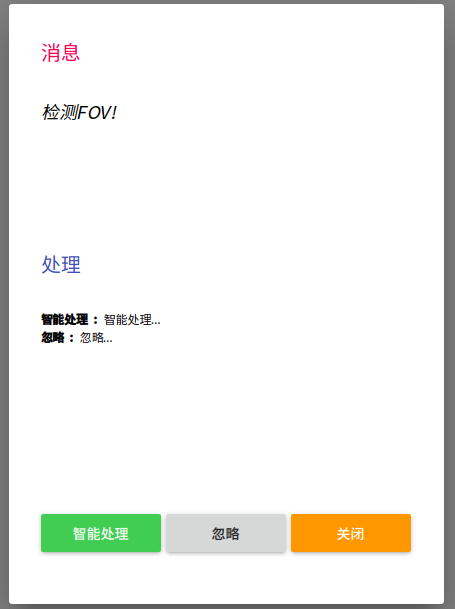 消息
检测FOV!
处理
智能处理 ：智能处理...
忽略 ：忽略...
智能处理
忽略
关闭